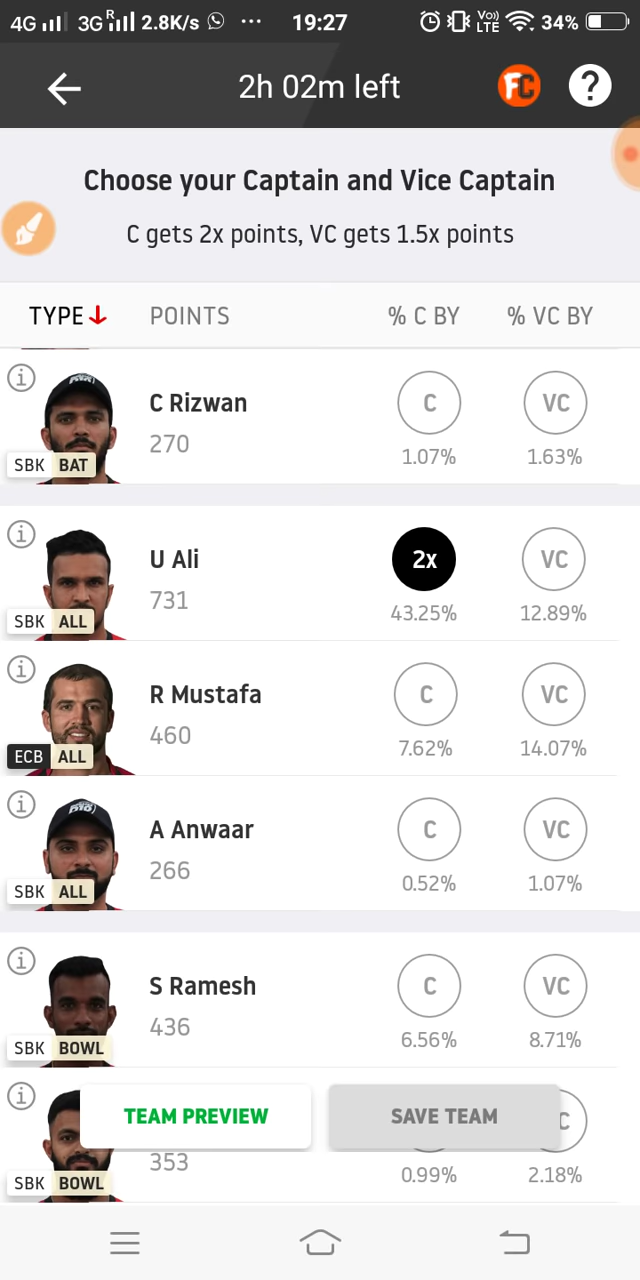 4G 3G R 2.8K/s ... 19:27 Vo) LTE 34%
2h 02m left FC ?
Choose your Captain and Vice Captain
C gets 2x points, VC gets 1.5x points
TYPE POINTS % C BY % VC BY
C Rizwan C VC
270 1.07% 1.63%
SBK BAT
U Ali 2x VC
731 43.25% 12.89%
SBK ALL
R Mustafa C VC
460 7.62% 14.07%
ECB ALL
A Anwaar C VC
266 0.52% 1.07%
SBK ALL
S Ramesh C VC
436 6.56% 8.71%
SBK BOWL
TEAM PREVIEW SAVE TEAM C
353 0.99% 2.18%
SBK BOWL